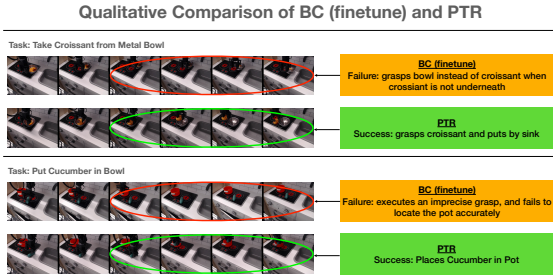 Qualitative Comparison of BC (finetune) and PTR
Task: Take Croissant from Metal Bowl
BC (finetune)
Failure: grasps bowl instead of croissant when
crossiant is not underneath
PTR
Success: grasps croissant and puts by sink
Task: Put Cucumber in Bowl
BC (finetune)
Failure: executes an imprecise grasp, and fails to
locate the pot accurately
PTR
Success: Places Cucumber in Pot